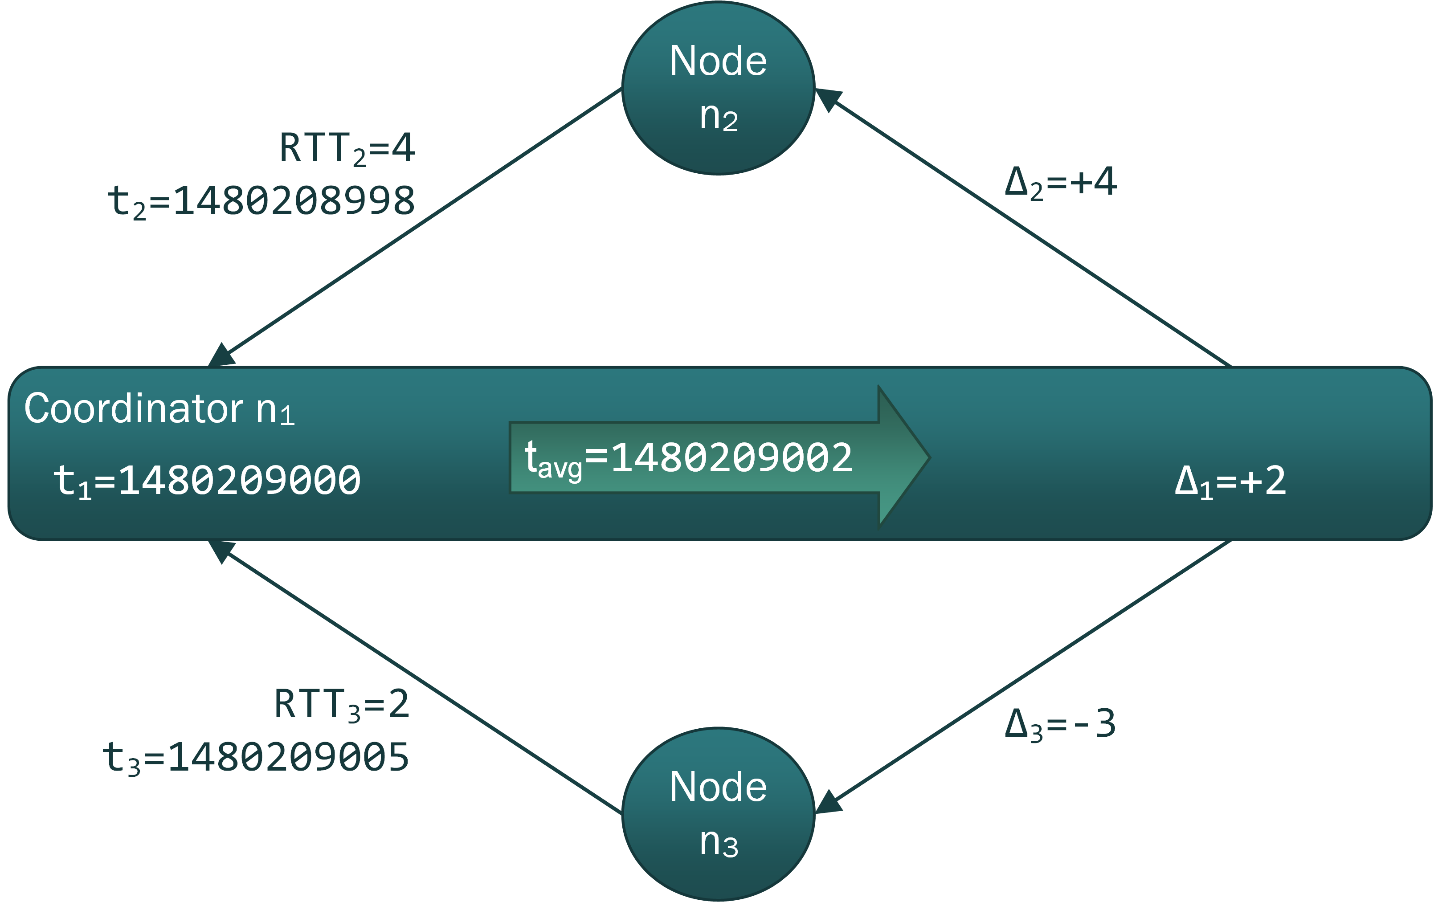 Node
n₂
RTT₂=4
t₂=1480208998
Δ₂=+4
Coordinator n₁
t₁=1480209000
tavg=1480209002
Δ₁=+2
RTT₃=2
t₃=1480209005
Δ₃=-3
Node
n₃